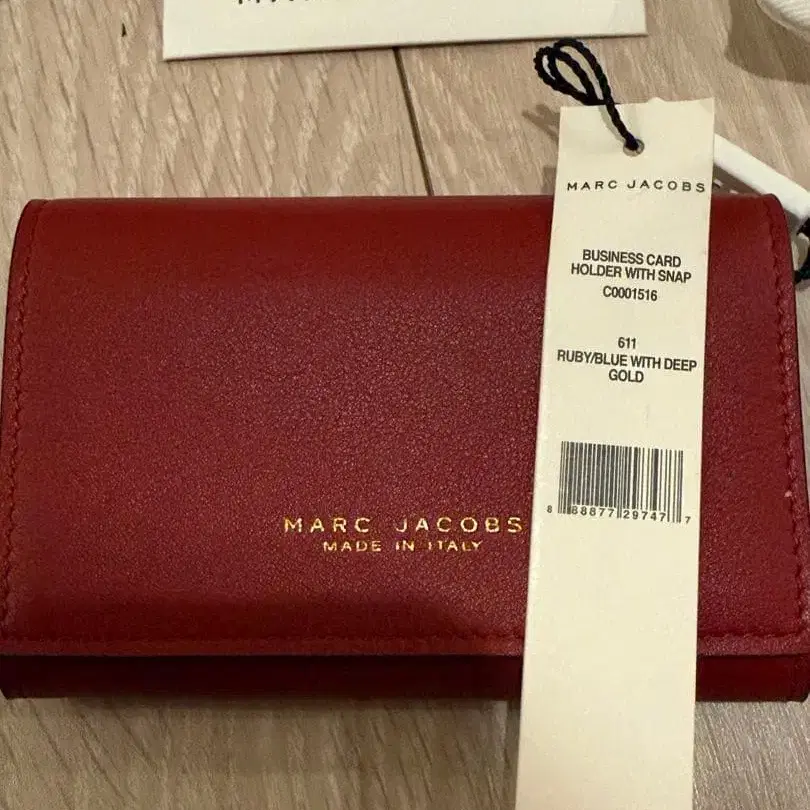 MARC JACOBS
BUSINESS CARD
HOLDER WITH SNAP
C0001516
611
RUBY/BLUE WITH DEEP
GOLD
8 88877 29747 7
MARC JACOBS
MADE IN ITALY